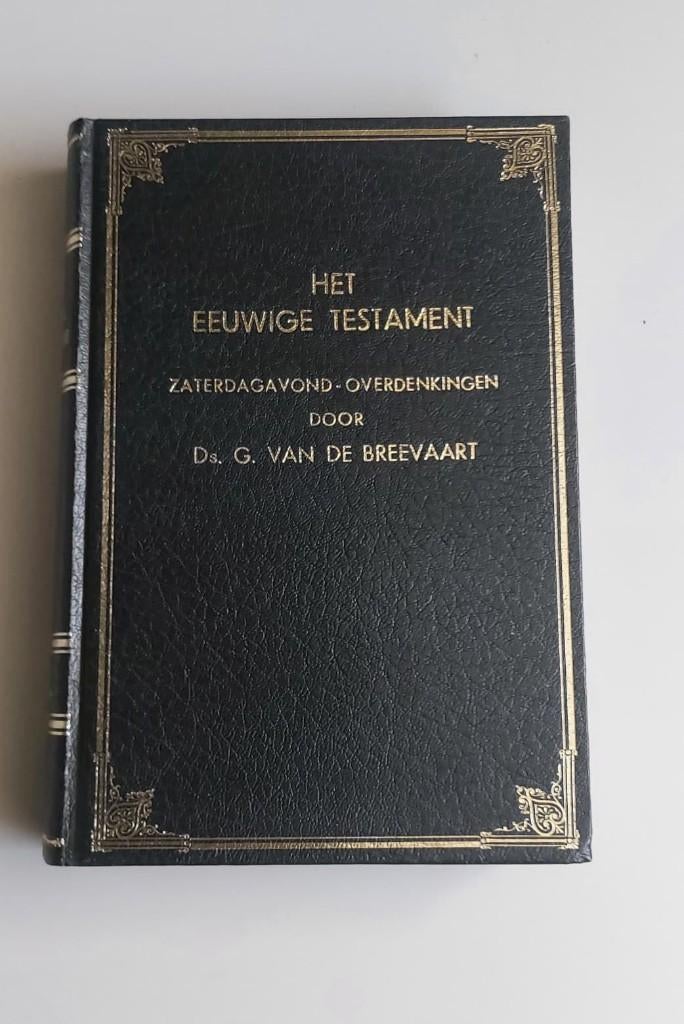 HET
EEUWIGE TESTAMENT
ZATERDAGAVOND-OVERDENKINGEN
DOOR
Ds. G. VAN DE BREEVAART